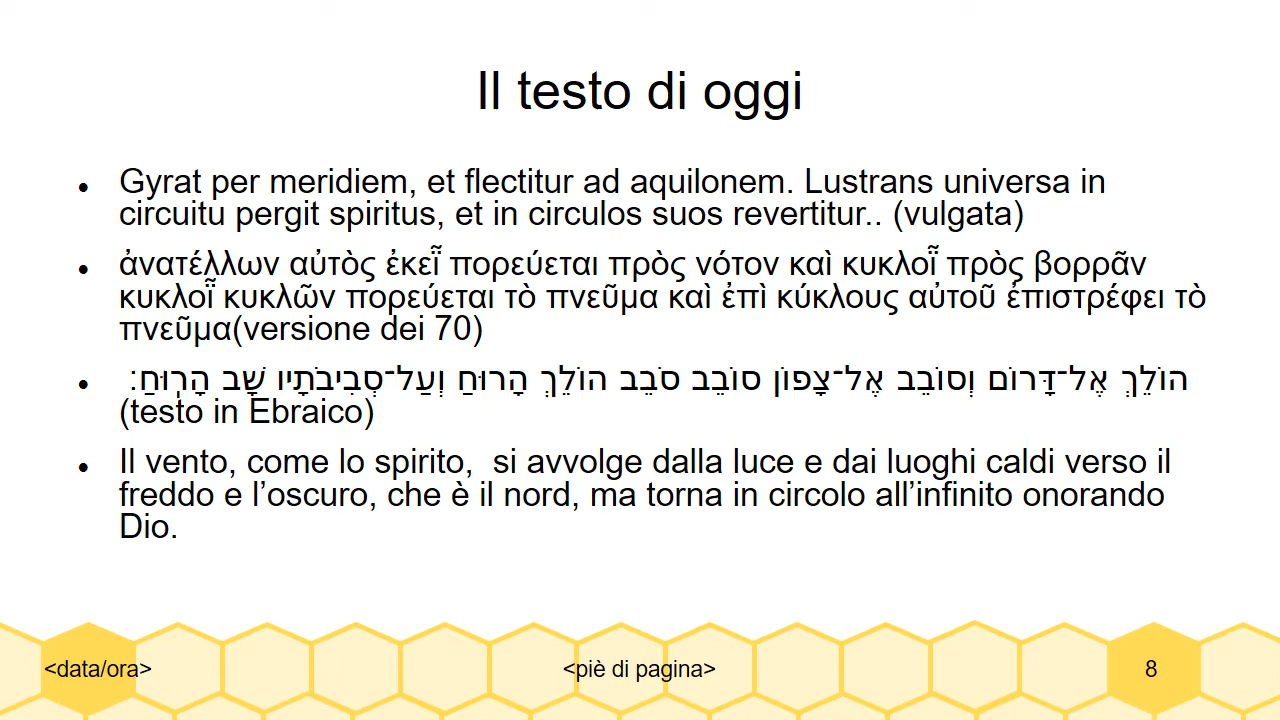 Il testo di oggi
Gyrat per meridiem, et flectitur ad aquilonem. Lustrans universa in
circuitu pergit spiritus, et in circulos suos revertitur.. (vulgata)
ἀνατέλλων αὐτὸς ἐκεῖ πορεύεται πρὸς νότον καὶ κυκλοῖ πρὸς βορρᾶν
κυκλοῖ κυκλῶν πορεύεται τὸ πνεῦμα καὶ ἐπὶ κύκλους αὐτοῦ ἐπιστρέφει τὸ
πνεῦμα(versione dei 70)
הוֹלֵךְ אֶל־דָּרוֹם וְסוֹבֵב אֶל־צָפוֹן סוֹבֵב סֹבֵב הוֹלֵךְ הָרוּחַ וְעַל־סְבִיבֹתָיו שָׁב הָרֽוּחַ׃
(testo in Ebraico)
Il vento, come lo spirito,  si avvolge dalla luce e dai luoghi caldi verso il
freddo e l’oscuro, che è il nord, ma torna in circolo all’infinito onorando
Dio.
<data/ora>
<piè di pagina>
8